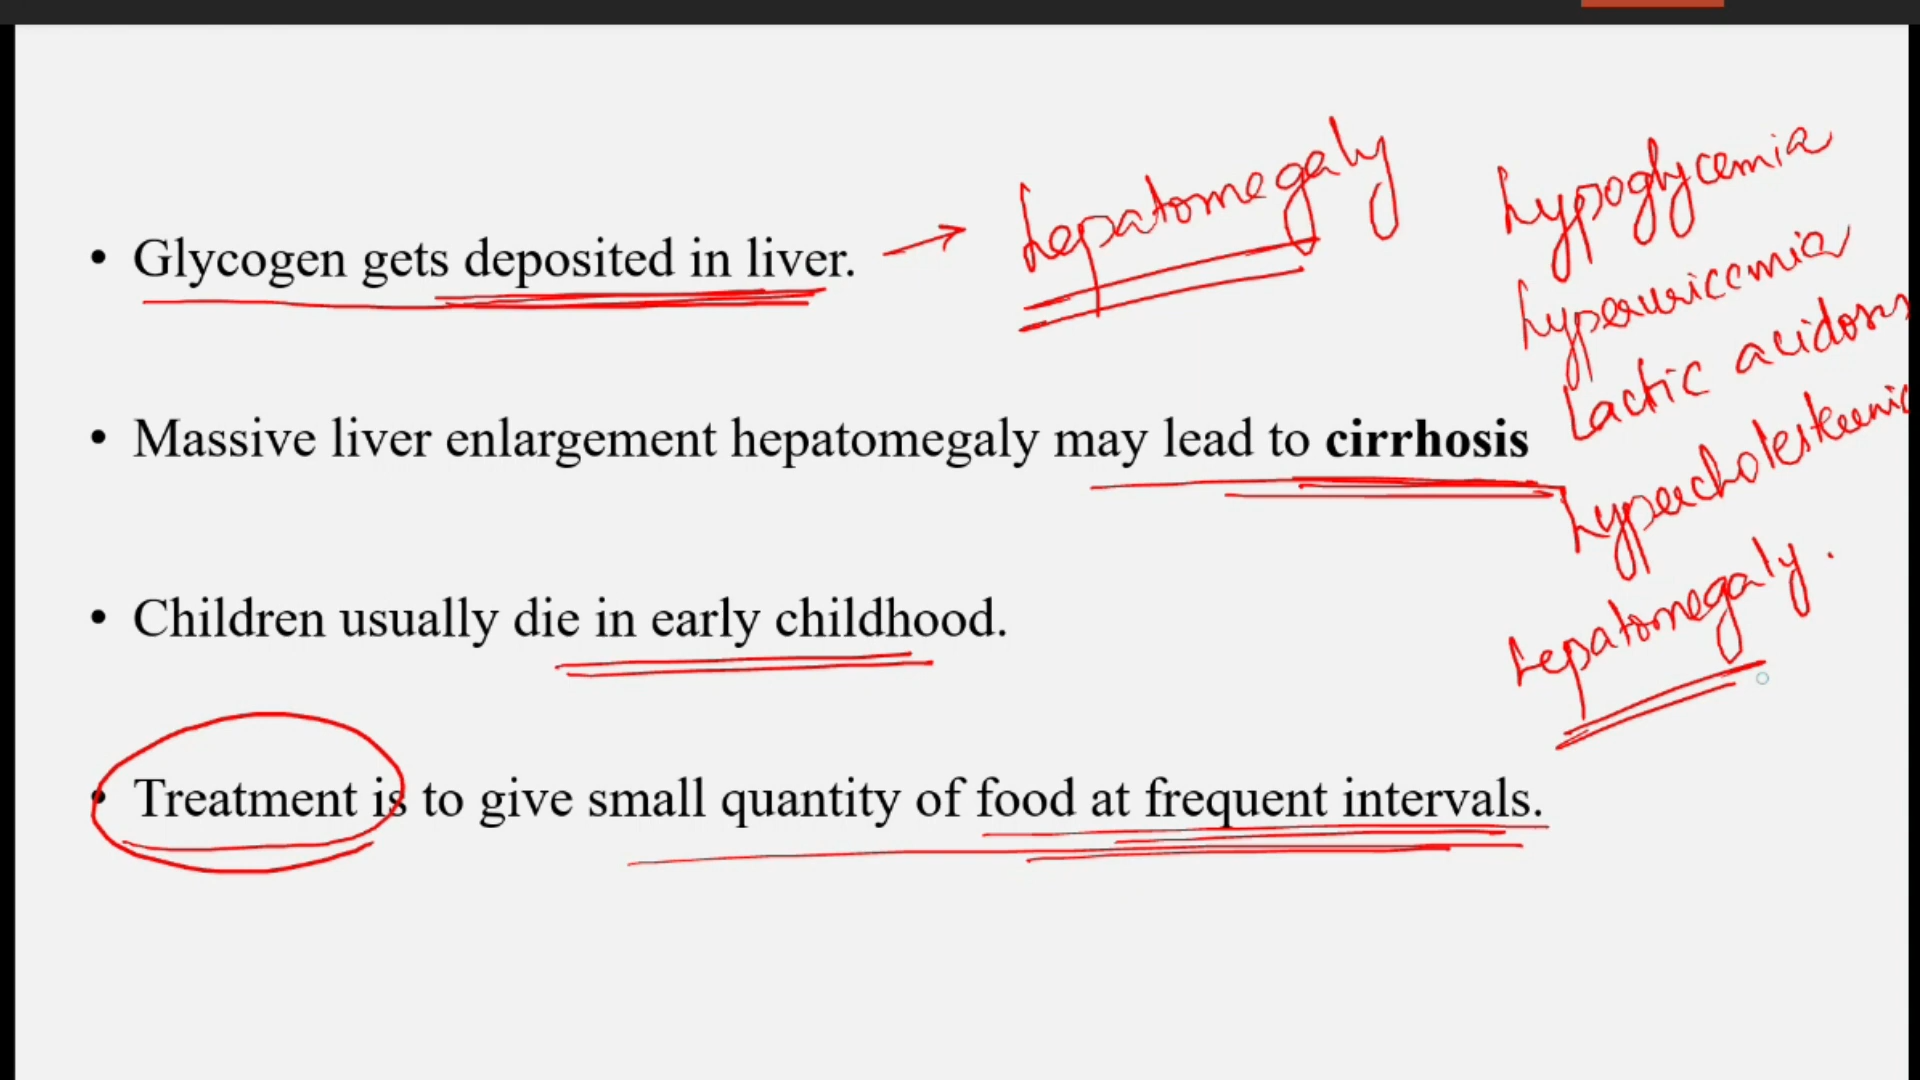 • Glycogen gets deposited in liver. → hepatomegaly
hypoglycemia
hyperuricemia
Lactic acidosis
• Massive liver enlargement hepatomegaly may lead to cirrhosis
hypercholesteremic
• Children usually die in early childhood.
hepatomegaly.
• Treatment is to give small quantity of food at frequent intervals.